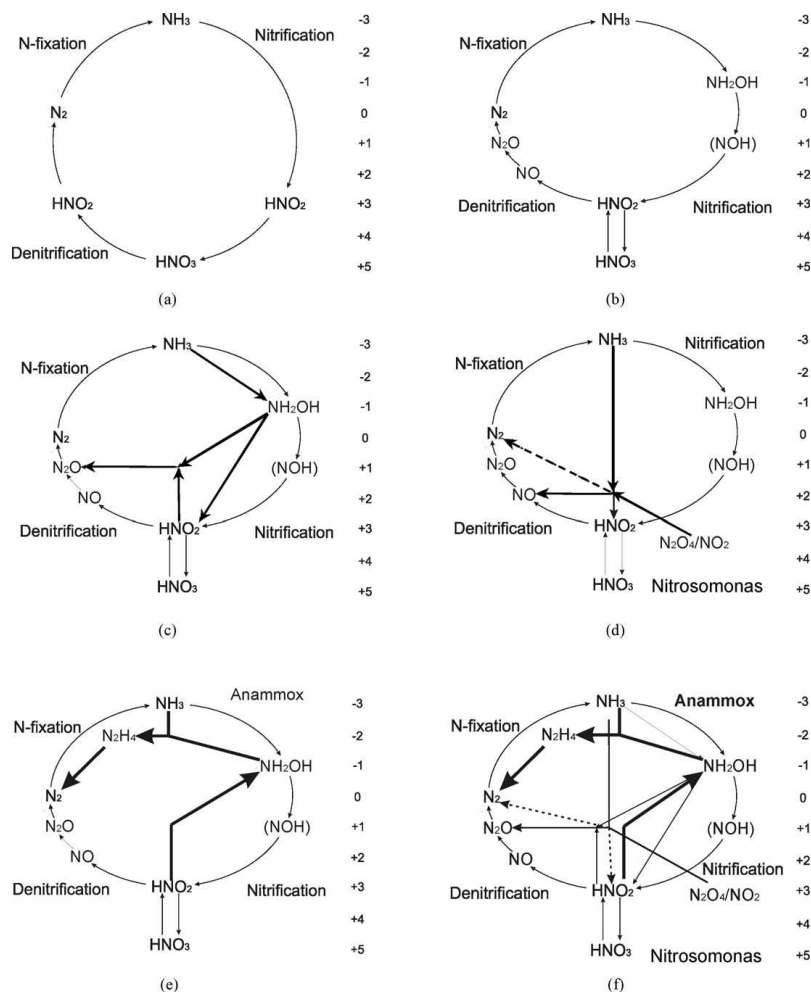 NH3
N-fixation
Nitrification
N2
HNO2
HNO2
Denitrification
HNO3
-3
-2
-1
0
+1
+2
+3
+4
+5
(a)
NH3
N-fixation
NH2OH
N2
N2O
(NOH)
NO
Denitrification
HNO2
Nitrification
HNO3
-3
-2
-1
0
+1
+2
+3
+4
+5
(b)
NH3
N-fixation
NH2OH
N2
N2O
(NOH)
NO
Denitrification
HNO2
Nitrification
HNO3
-3
-2
-1
0
+1
+2
+3
+4
+5
(c)
NH3
Nitrification
N-fixation
NH2OH
N2
N2O
(NOH)
NO
Denitrification
HNO2
N2O4/NO2
HNO3
Nitrosomonas
-3
-2
-1
0
+1
+2
+3
+4
+5
(d)
NH3
Anammox
N-fixation
N2H4
NH2OH
N2
N2O
(NOH)
NO
Denitrification
HNO2
Nitrification
HNO3
-3
-2
-1
0
+1
+2
+3
+4
+5
(e)
NH3
Anammox
N-fixation
N2H4
NH2OH
N2
N2O
(NOH)
NO
Nitrification
Denitrification
HNO2
N2O4/NO2
HNO3
Nitrosomonas
-3
-2
-1
0
+1
+2
+3
+4
+5
(f)